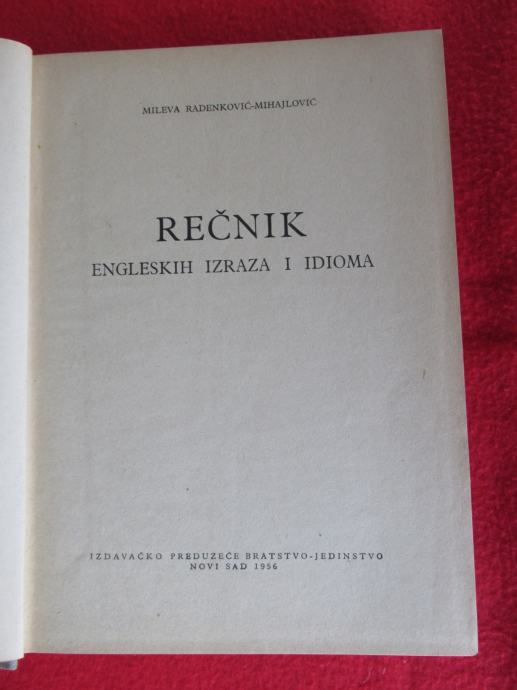 MILEVA RADENKOVIĆ-MIHAJLOVIĆ
REČNIK
ENGLESKIH IZRAZA I IDIOMA
IZDAVAČKO PREDUZEĆE BRATSTVO-JEDINSTVO
NOVI SAD 1956